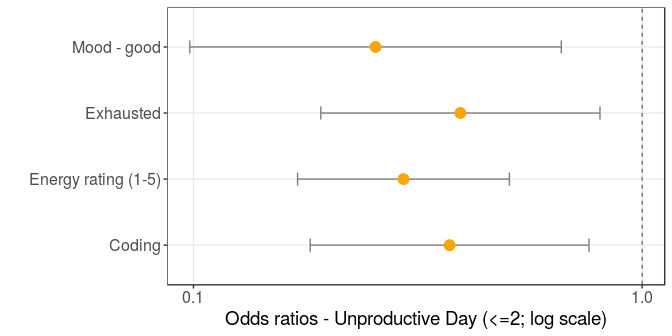 Mood - good
Exhausted
Energy rating (1-5)
Coding
0.1 1.0
Odds ratios - Unproductive Day (<=2; log scale)